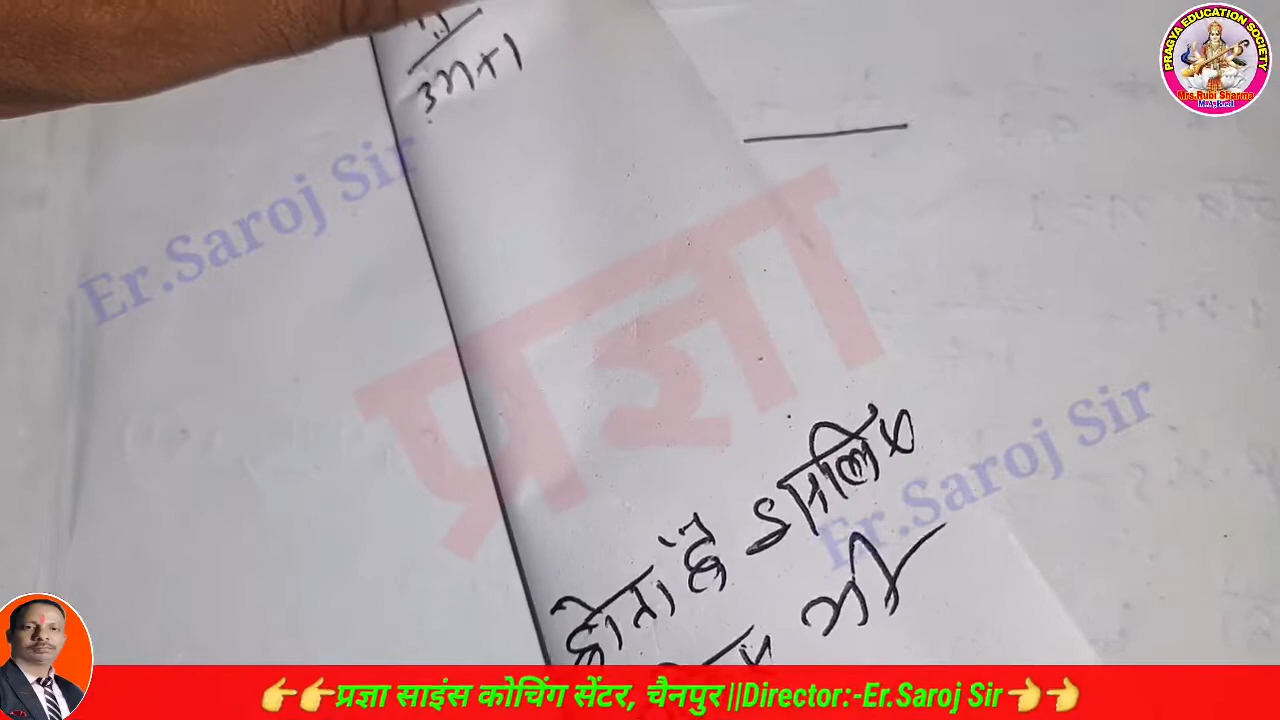 PRAGYA EDUCATION SOCIETY
Mrs.Rubi Sharma
M.A,B.ed
3n+1
Er.Saroj Sir
प्रज्ञा
Er.Saroj Sir
होता है इसलिए
भी
👉👉प्रज्ञा साइंस कोचिंग सेंटर, चैनपुर||Director:-Er.Saroj Sir👈👈